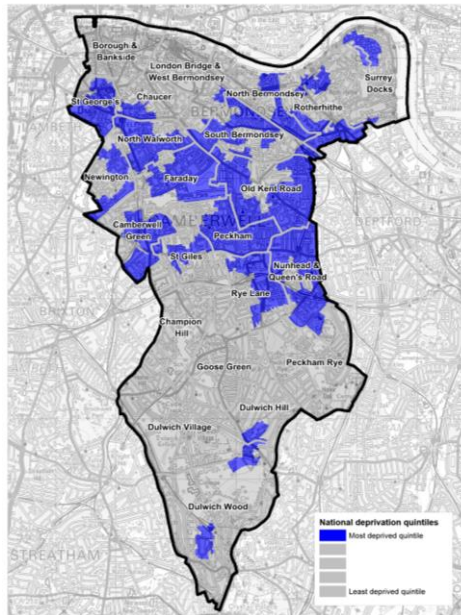 Borough &
Bankside
London Bridge &
West Bermondsey
Surrey
Docks
North Bermondsey
Chaucer
St George's
BERMONDSEY
Rotherhithe
South Bermondsey
North Walworth
Newington
Faraday
Old Kent Road
CAMBERWELL
Camberwell
Green
Peckham
DEPTFORD
St Giles
Nunhead &
Queen's Road
Rye Lane
BRIXTON
Champion
Hill
Goose Green
Peckham Rye
Dulwich Hill
Dulwich Village
Dulwich Wood
STREATHAM
National deprivation quintiles
Most deprived quintile
Least deprived quintile